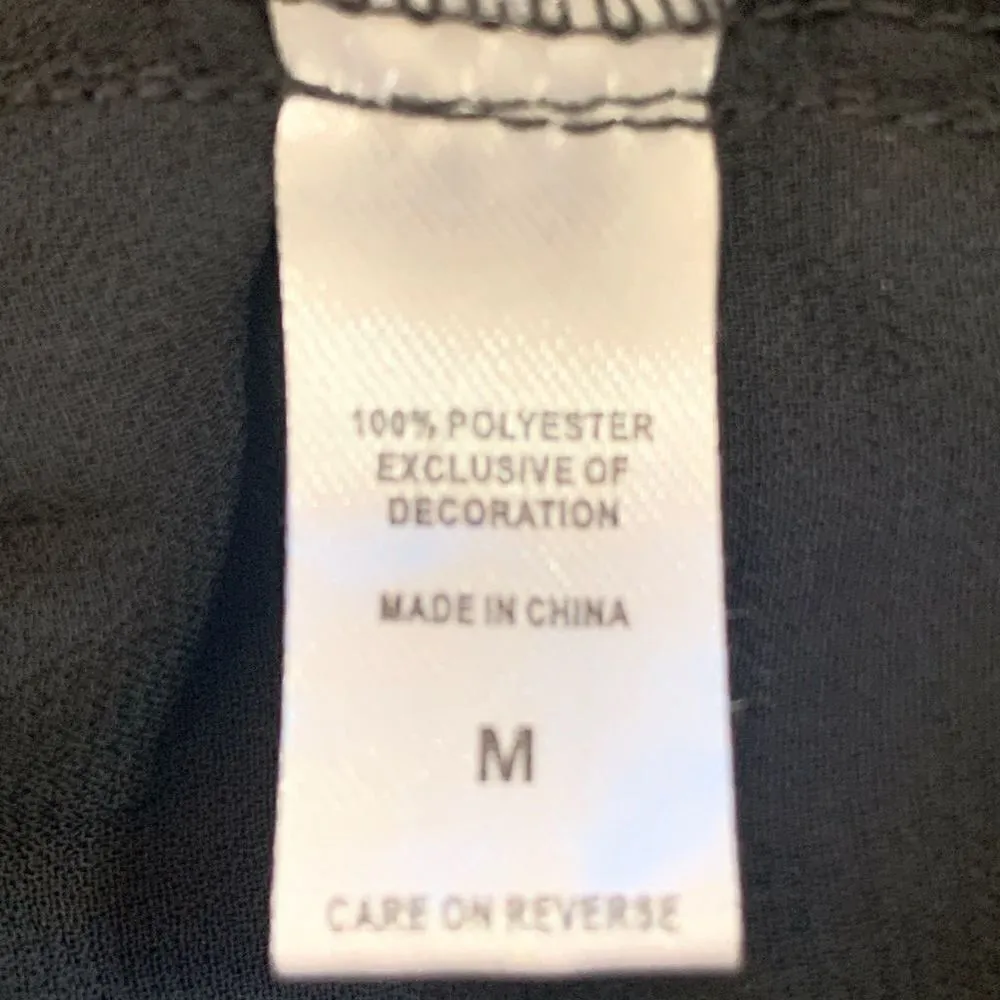 100% POLYESTER
EXCLUSIVE OF
DECORATION
MADE IN CHINA
M
CARE ON REVERSE